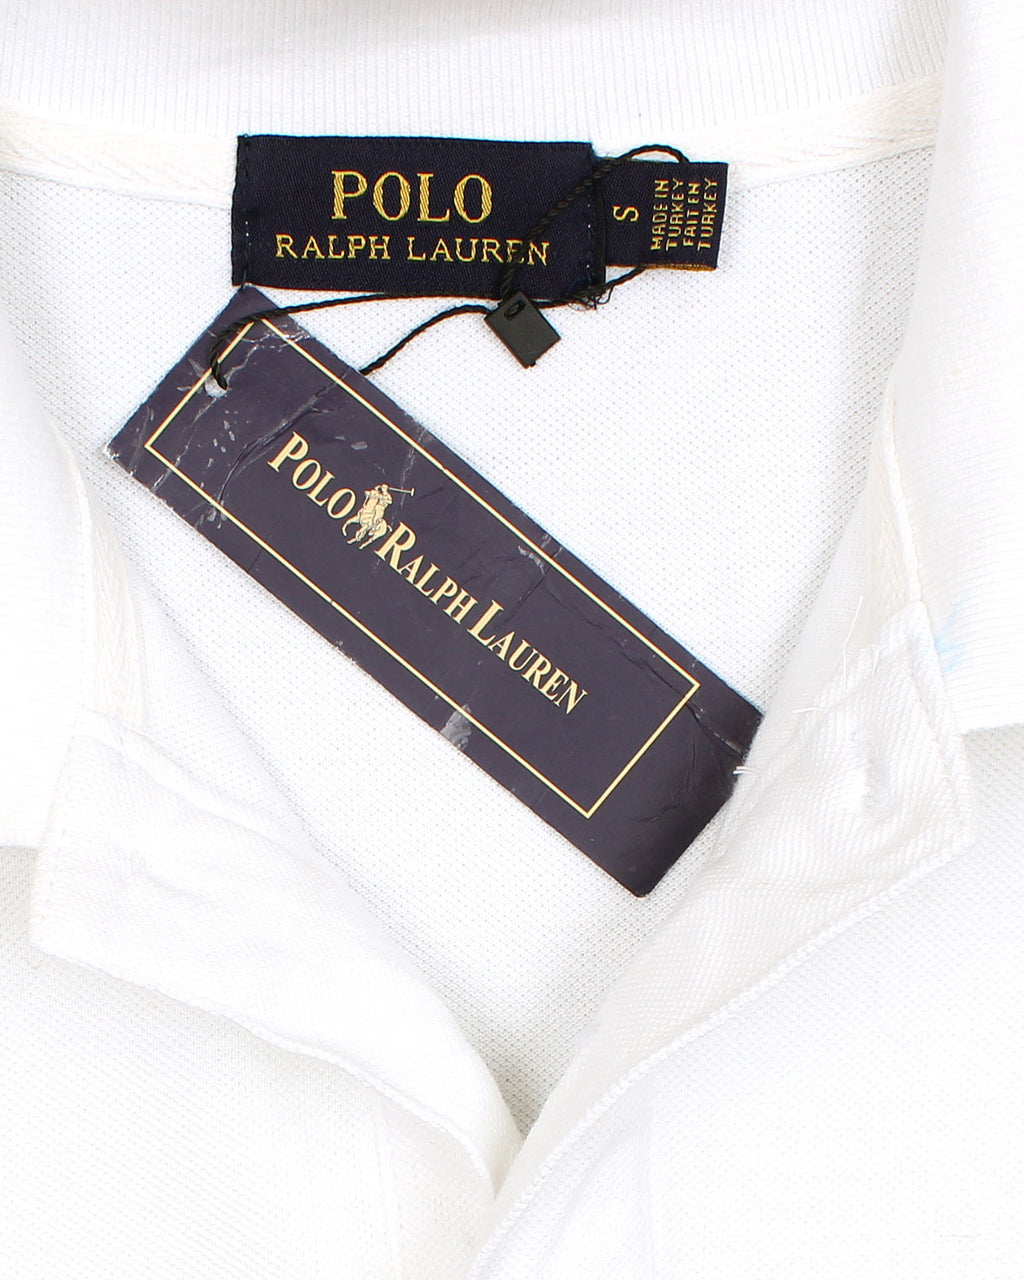 POLO
RALPH LAUREN
S
MADE IN
TURKEY
FAIT EN
TURKEY
POLO RALPH LAUREN